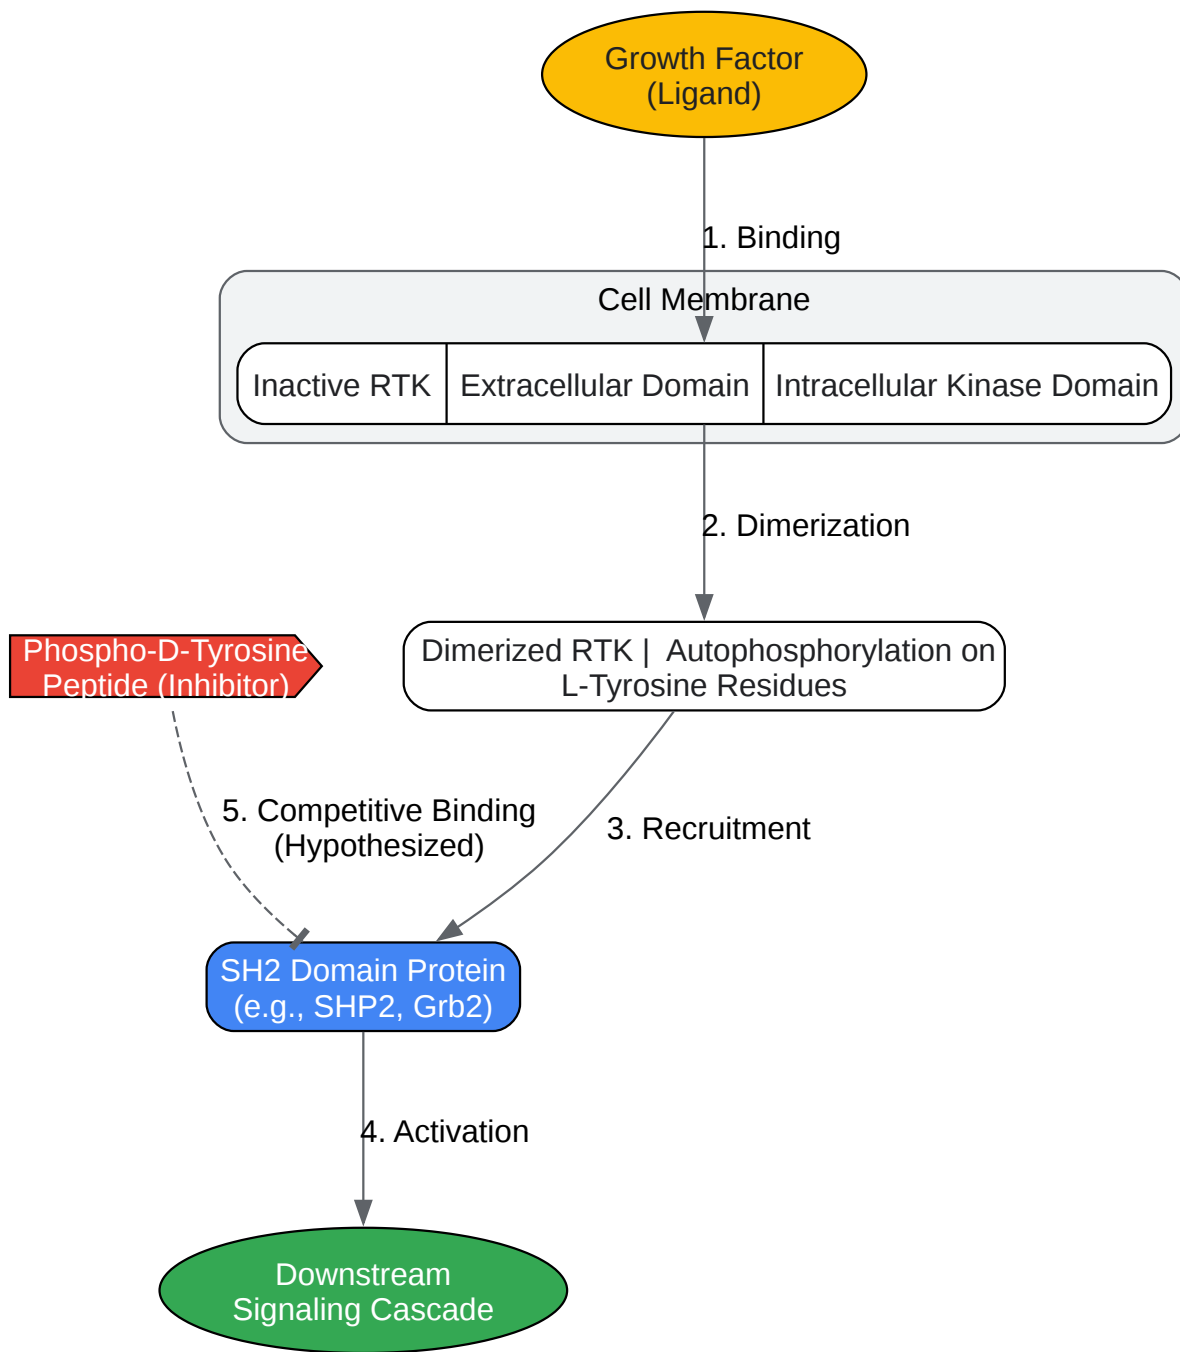 Growth Factor
(Ligand)
1. Binding
Cell Membrane
Inactive RTK
Extracellular Domain
Intracellular Kinase Domain
2. Dimerization
Phospho-D-Tyrosine
Peptide (Inhibitor)
Dimerized RTK | Autophosphorylation on
L-Tyrosine Residues
5. Competitive Binding
(Hypothesized)
3. Recruitment
SH2 Domain Protein
(e.g., SHP2, Grb2)
4. Activation
Downstream
Signaling Cascade